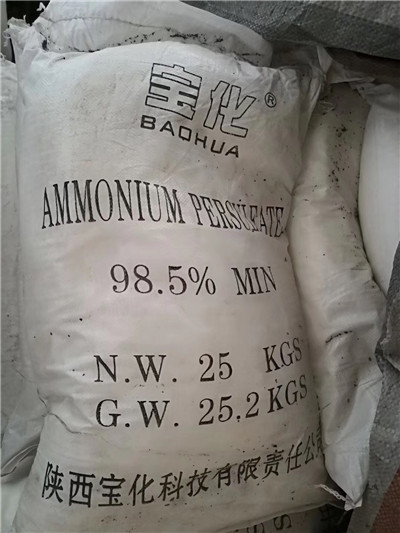 宝化®
BAOHUA
AMMONIUM PERSULFATE
98.5% MIN
N.W. 25 KGS
G.W. 25.2 KGS
陕西宝化科技有限责任公司